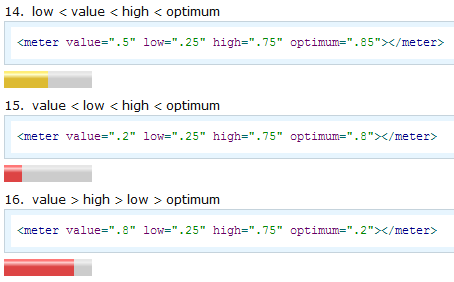 14. low < value < high < optimum
<meter value=".5" low=".25" high=".75" optimum=".85"></meter>
15. value < low < high < optimum
<meter value=".2" low=".25" high=".75" optimum=".8"></meter>
16. value > high > low > optimum
<meter value=".8" low=".25" high=".75" optimum=".2"></meter>